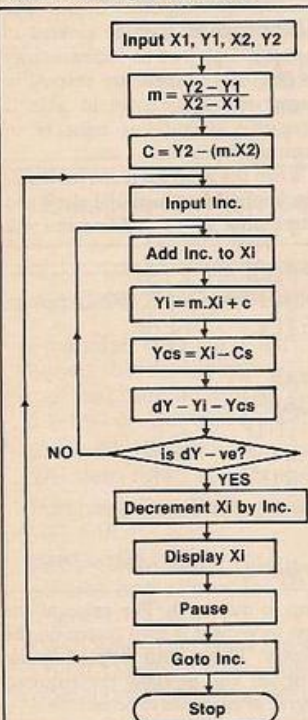 Input X1, Y1, X2, Y2
m = Y2 – Y1
X2 – X1
C = Y2 – (m.X2)
Input Inc.
Add Inc. to Xi
Yi = m.Xi + c
Ycs = Xi – Cs
dY – Yi – Ycs
is dY – ve?
NO
YES
Decrement Xi by Inc.
Display Xi
Pause
Goto Inc.
Stop